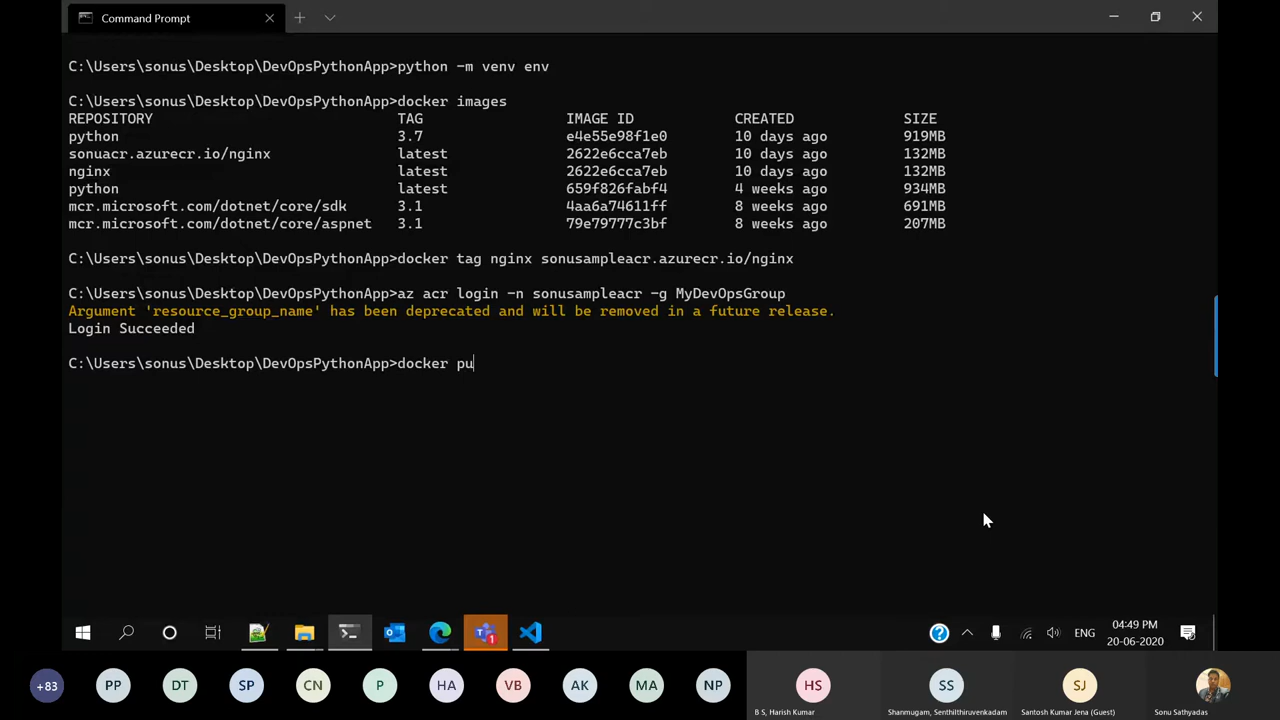 Command Prompt
C:\Users\sonus\Desktop\DevOpsPythonApp>python -m venv env
C:\Users\sonus\Desktop\DevOpsPythonApp>docker images
REPOSITORY TAG IMAGE ID CREATED SIZE
python 3.7 e4e55e98f1e0 10 days ago 919MB
sonuacr.azurecr.io/nginx latest 2622e6cca7eb 10 days ago 132MB
nginx latest 2622e6cca7eb 10 days ago 132MB
python latest 659f826fabf4 4 weeks ago 934MB
mcr.microsoft.com/dotnet/core/sdk 3.1 4aa6a74611ff 8 weeks ago 691MB
mcr.microsoft.com/dotnet/core/aspnet 3.1 79e79777c3bf 8 weeks ago 207MB
C:\Users\sonus\Desktop\DevOpsPythonApp>docker tag nginx sonusampleacr.azurecr.io/nginx
C:\Users\sonus\Desktop\DevOpsPythonApp>az acr login -n sonusampleacr -g MyDevOpsGroup
Argument 'resource_group_name' has been deprecated and will be removed in a future release.
Login Succeeded
C:\Users\sonus\Desktop\DevOpsPythonApp>docker pu
ENG 04:49 PM
20-06-2020
+83 PP DT SP CN P HA VB AK MA NP HS SS SJ
B S, Harish Kumar Shanmugam, Senthilthiruvenkadam Santosh Kumar Jena (Guest) Sonu Sathyadas